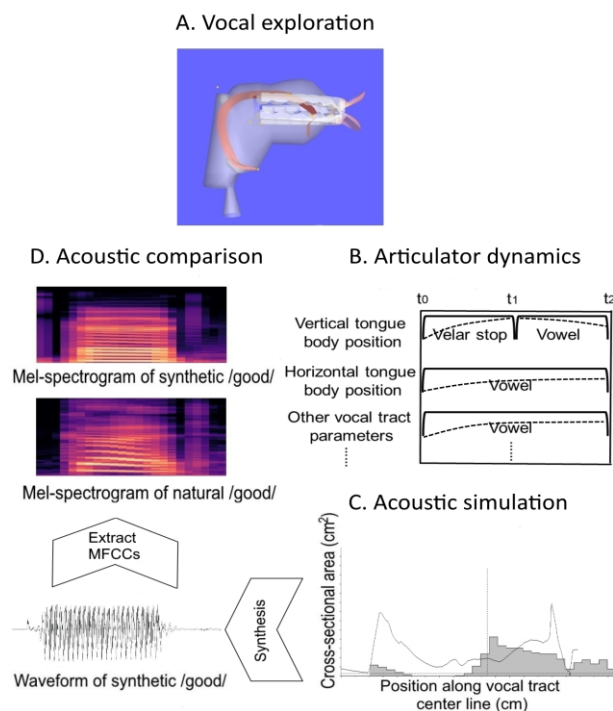 A. Vocal exploration
D. Acoustic comparison
Mel-spectrogram of synthetic /good/
Mel-spectrogram of natural /good/
Extract
MFCCs
Waveform of synthetic /good/
Synthesis
B. Articulator dynamics
t0 t1 t2
Vertical tongue
body position
Velar stop Vowel
Horizontal tongue
body position
Vowel
Other vocal tract
parameters
Vowel
C. Acoustic simulation
Cross-sectional area (cm2)
Position along vocal tract
center line (cm)